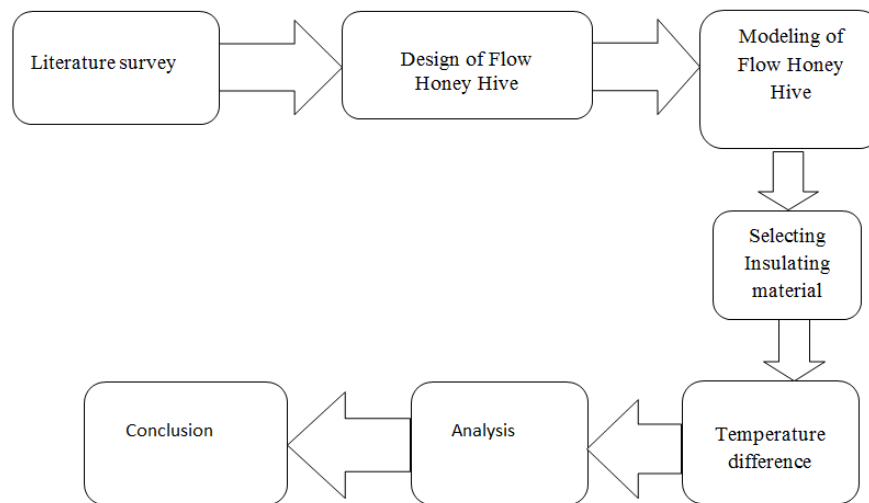 Literature survey
Design of Flow
Honey Hive
Modeling of
Flow Honey
Hive
Selecting
Insulating
material
Temperature
difference
Analysis
Conclusion